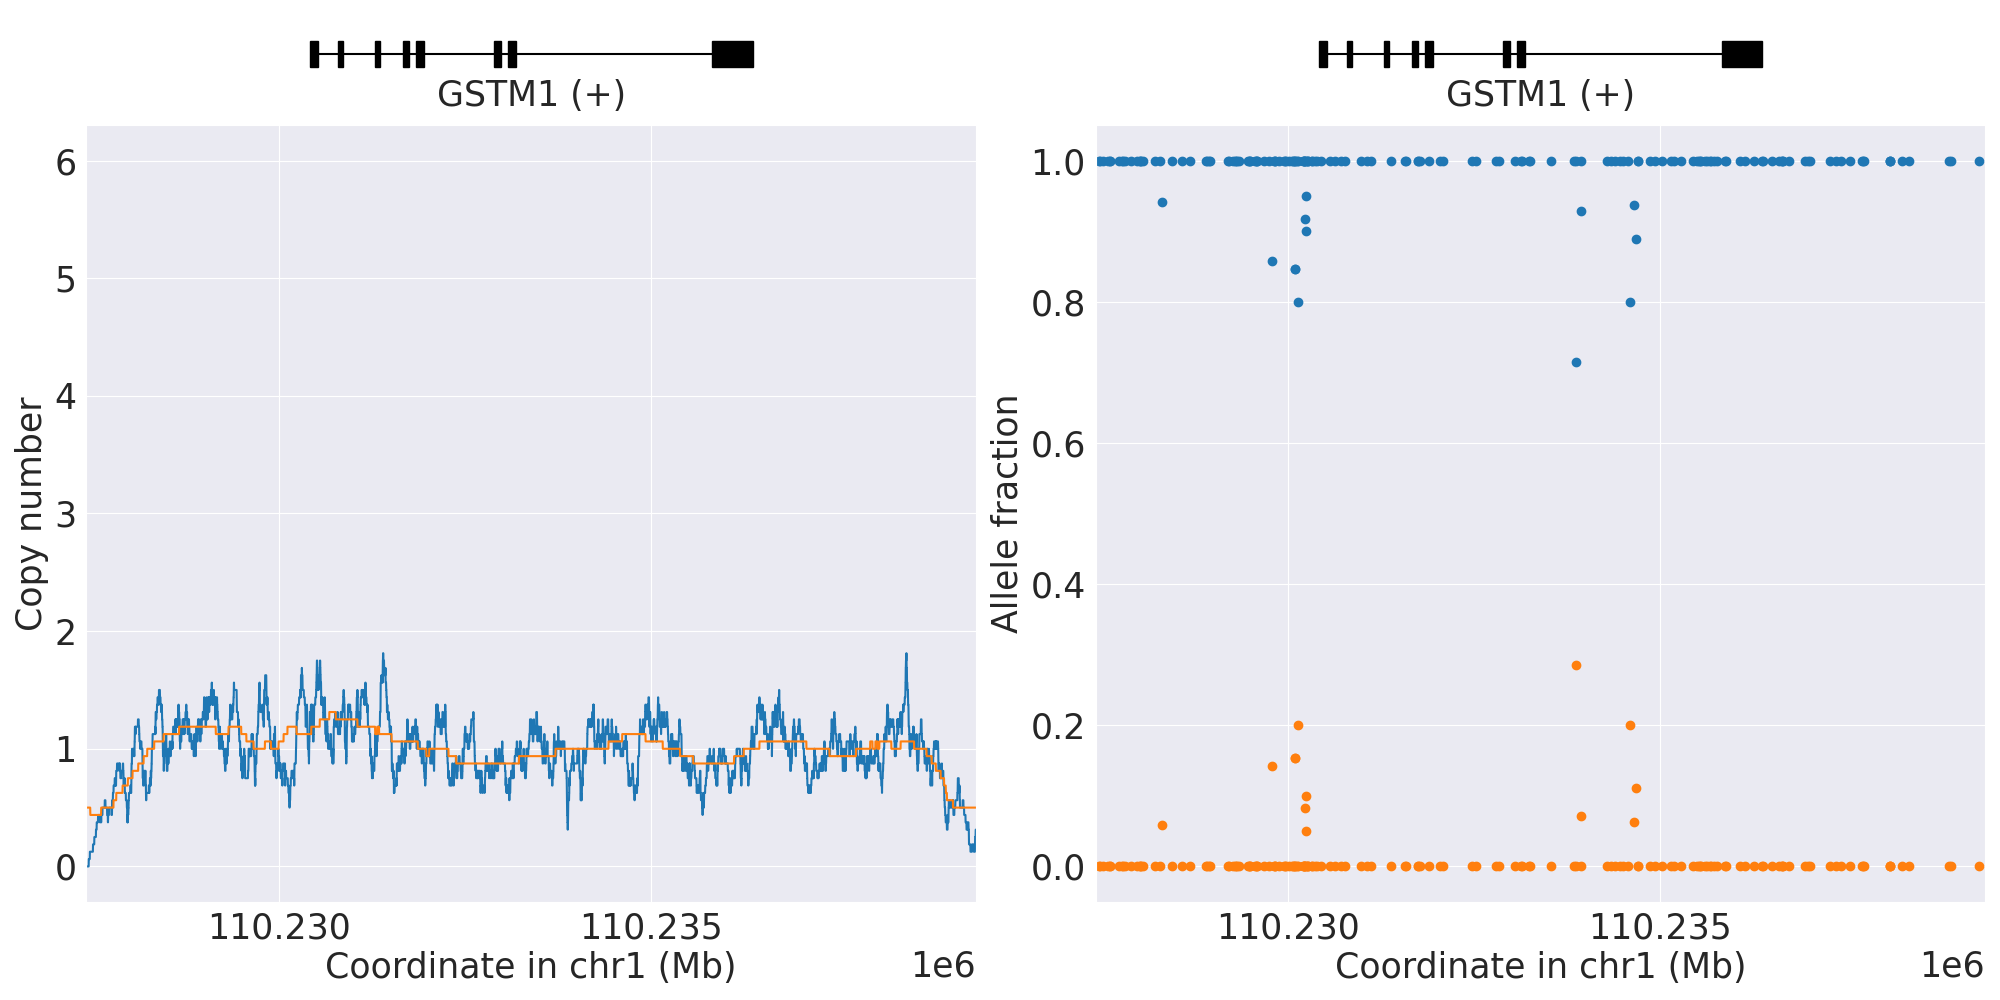 GSTM1 (+)
6
5
4
3
2
1
0
Copy number
110.230
110.235
Coordinate in chr1 (Mb)
1e6
GSTM1 (+)
1.0
0.8
0.6
0.4
0.2
0.0
Allele fraction
110.230
110.235
Coordinate in chr1 (Mb)
1e6